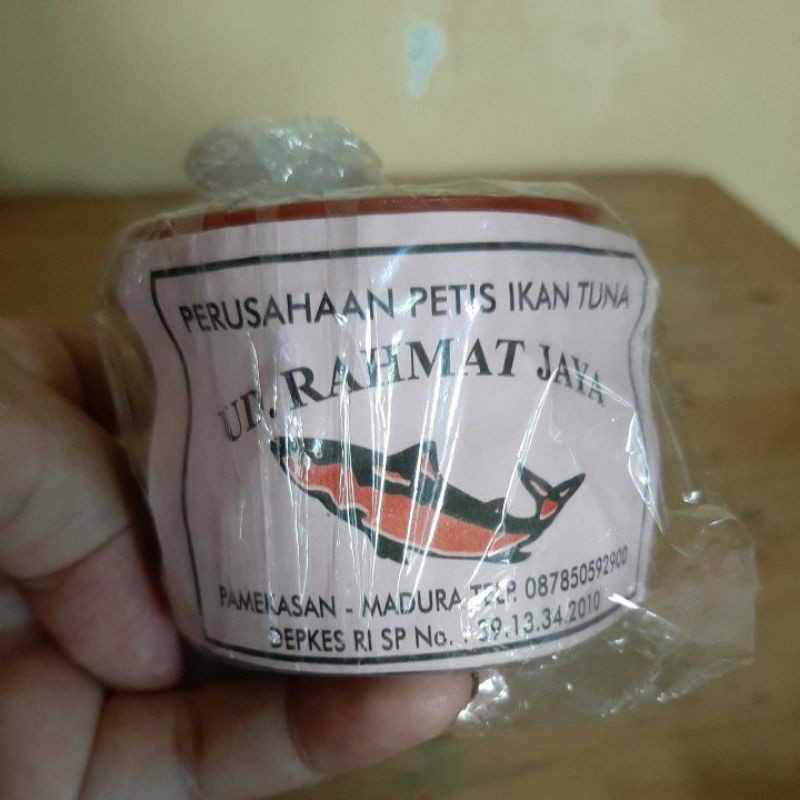 PERUSAHAAN PETIS IKAN TUNA
UD. RAHMAT JAYA
PAMEKASAN - MADURA TELP. 087850592900
DEPKES RI SP No. : 59.13.34.2010